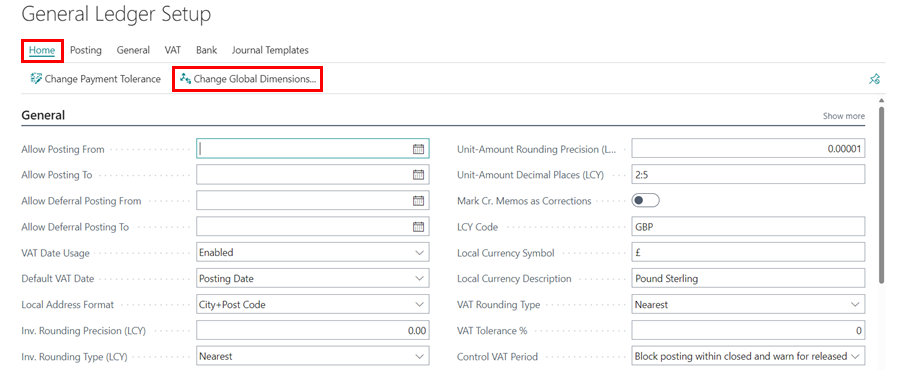 General Ledger Setup
Home Posting General VAT Bank Journal Templates
Change Payment Tolerance Change Global Dimensions...
General Show more
Allow Posting From Unit-Amount Rounding Precision (L... 0.00001
Allow Posting To Unit-Amount Decimal Places (LCY) 2:5
Allow Deferral Posting From Mark Cr. Memos as Corrections
Allow Deferral Posting To LCY Code GBP
VAT Date Usage Enabled Local Currency Symbol £
Default VAT Date Posting Date Local Currency Description Pound Sterling
Local Address Format City+Post Code VAT Rounding Type Nearest
Inv. Rounding Precision (LCY) 0.00 VAT Tolerance % 0
Inv. Rounding Type (LCY) Nearest Control VAT Period Block posting within closed and warn for released